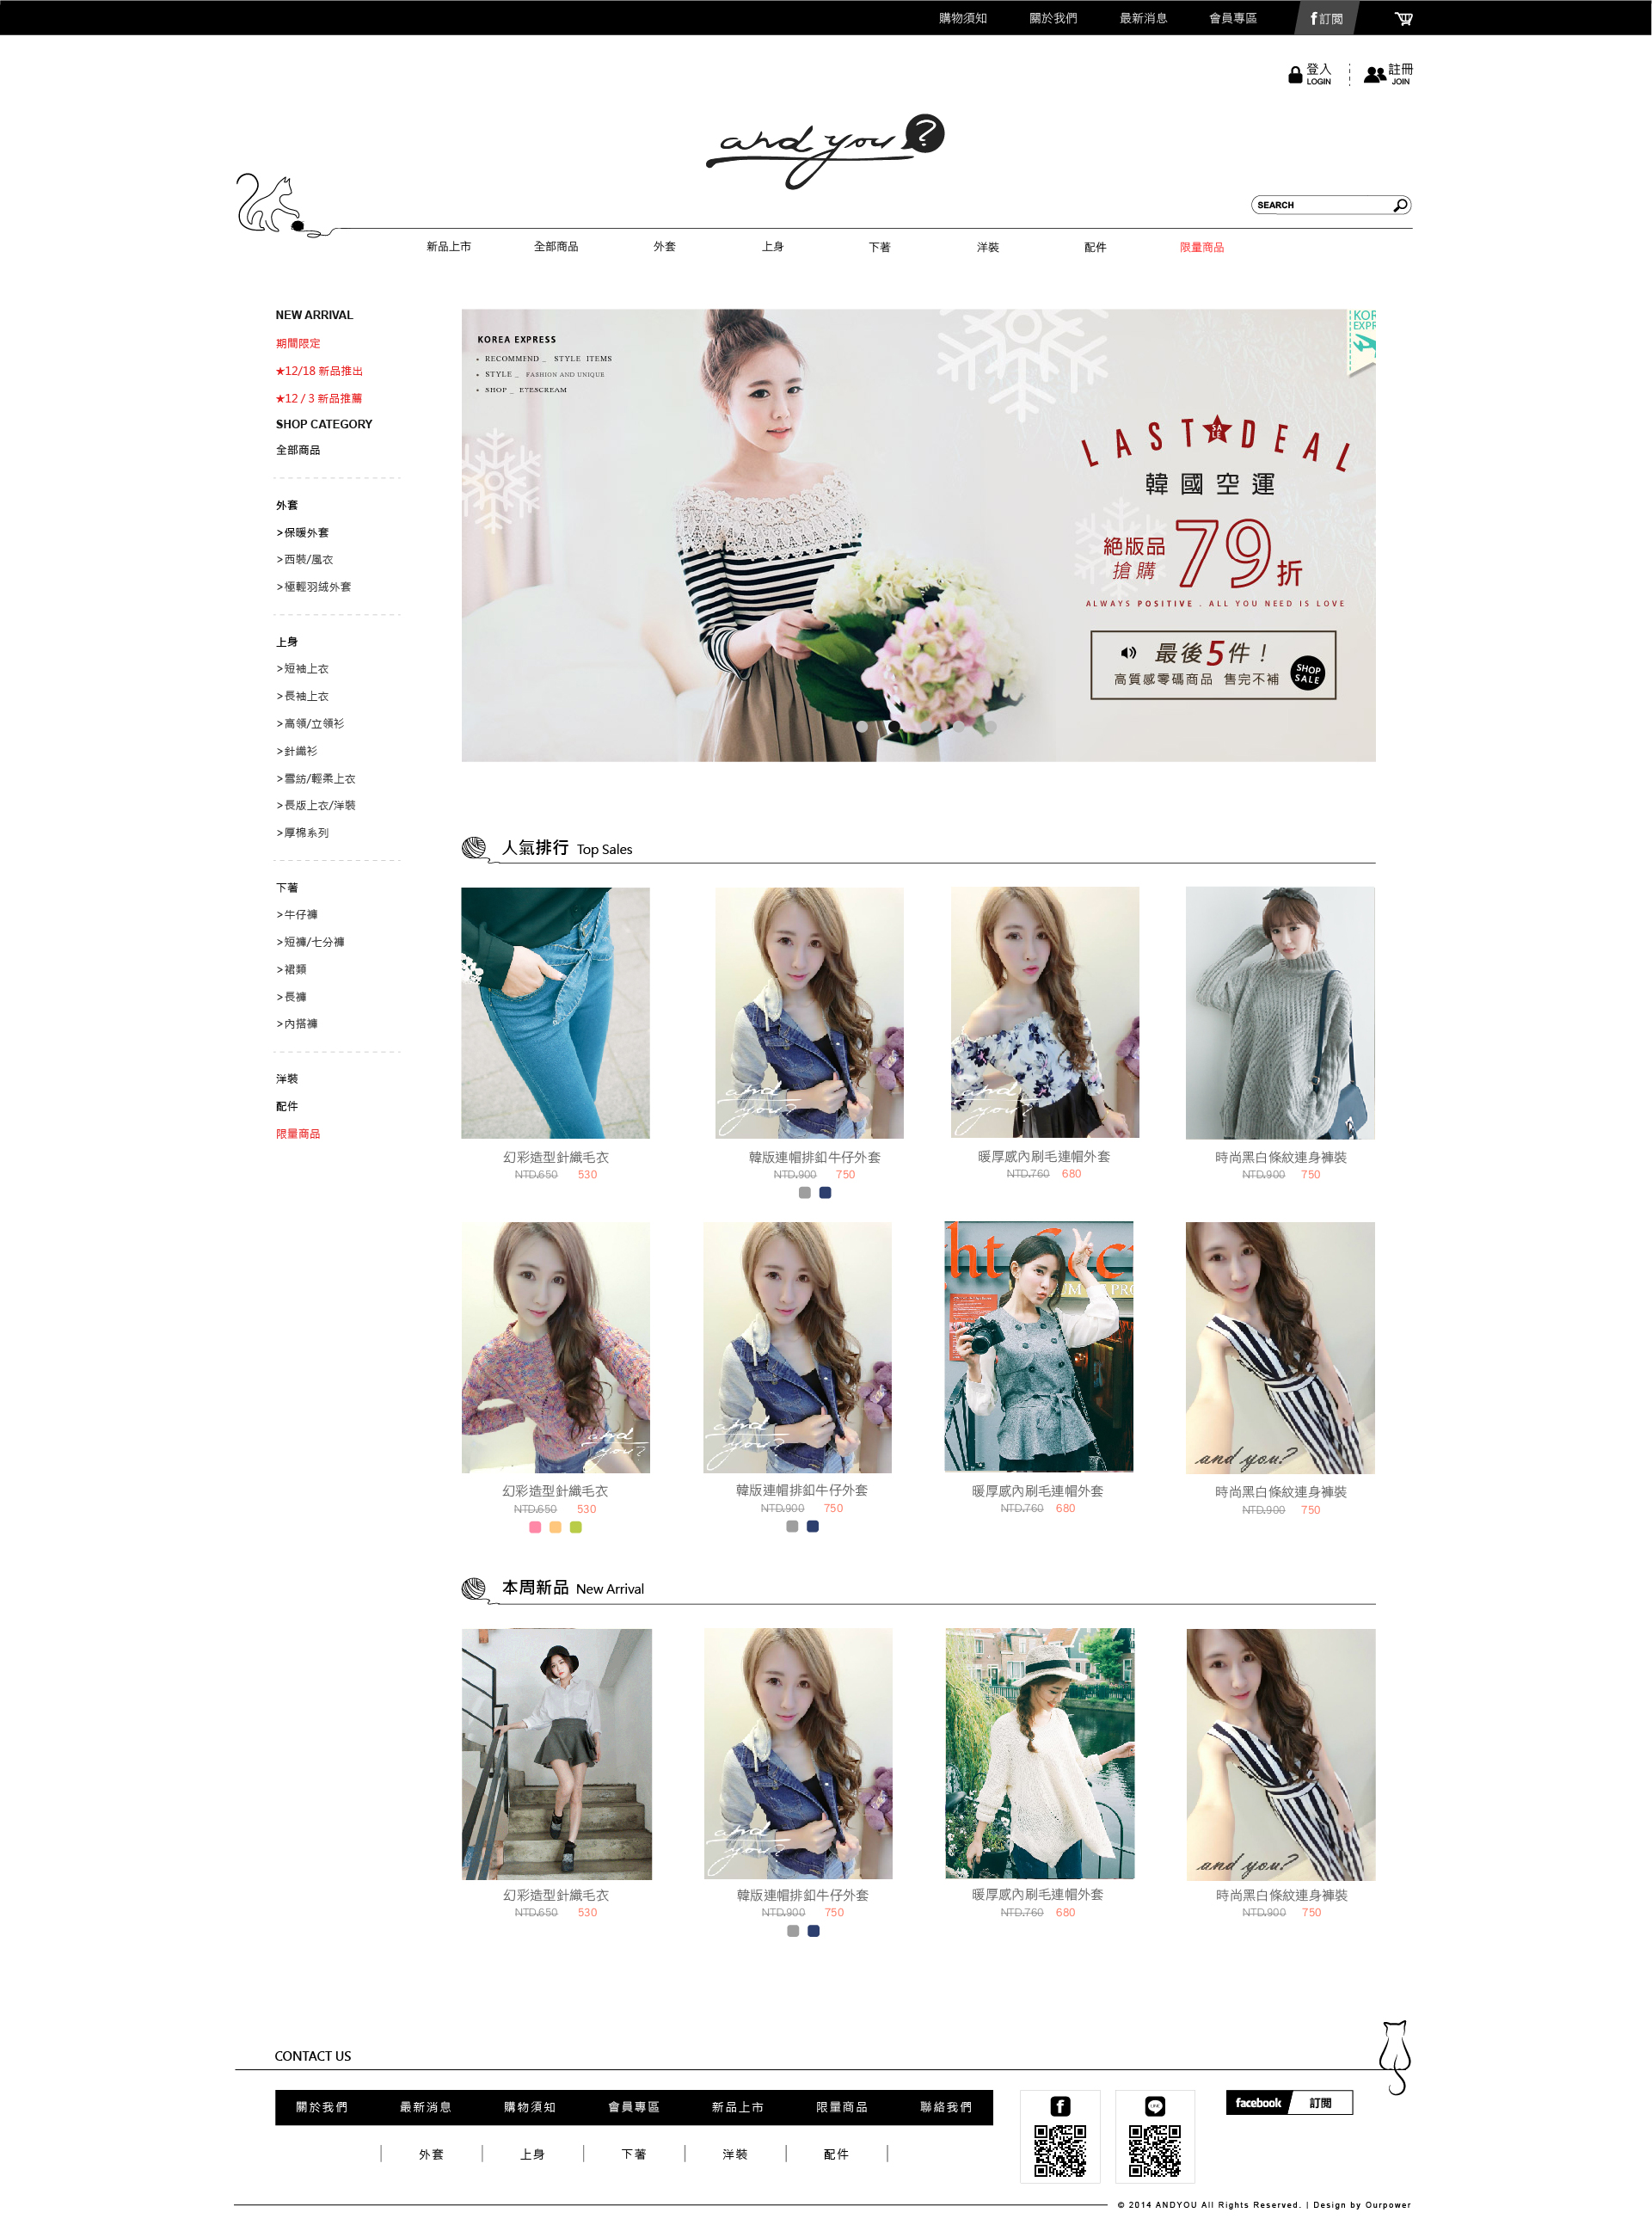 購物須知 關於我們 最新消息 會員專區 f 訂閱
登入 註冊
LOGIN JOIN
and you?
SEARCH
新品上市 全部商品 外套 上身 下著 洋裝 配件 限量商品
NEW ARRIVAL
期間限定
★12/18 新品推出
★12 / 3 新品推薦
SHOP CATEGORY
全部商品
外套
>保暖外套
>西裝/風衣
>極輕羽絨外套
上身
>短袖上衣
>長袖上衣
>高領/立領衫
>針織衫
>雪紡/輕柔上衣
>長版上衣/洋裝
>厚棉系列
下著
>牛仔褲
>短褲/七分褲
>裙類
>長褲
>內搭褲
洋裝
配件
限量商品
KOREA EXPRESS
• RECOMMEND _ STYLE ITEMS
• STYLE _ FASHION AND UNIQUE
• SHOP _ EYESCREAM
KOR
EXPR
LAST SALE DEAL
韓國空運
絕版品
搶購 79折
ALWAYS POSITIVE . ALL YOU NEED IS LOVE
最後5件！
高質感零碼商品 售完不補
SHOP
SALE
人氣排行 Top Sales
and you?
and you?
幻彩造型針織毛衣 韓版連帽排釦牛仔外套 暖厚感內刷毛連帽外套 時尚黑白條紋連身褲裝
NTD.650 530 NTD.900 750 NTD.760 680 NTD.900 750
ht
and you?
and you?
and you?
幻彩造型針織毛衣 韓版連帽排釦牛仔外套 暖厚感內刷毛連帽外套 時尚黑白條紋連身褲裝
NTD.650 530 NTD.900 750 NTD.760 680 NTD.900 750
本周新品 New Arrival
and you?
and you?
幻彩造型針織毛衣 韓版連帽排釦牛仔外套 暖厚感內刷毛連帽外套 時尚黑白條紋連身褲裝
NTD.650 530 NTD.900 750 NTD.760 680 NTD.900 750
CONTACT US
關於我們 最新消息 購物須知 會員專區 新品上市 限量商品 聯絡我們
外套 上身 下著 洋裝 配件
f LINE
facebook 訂閱
© 2014 ANDYOU All Rights Reserved. | Design by Ourpower